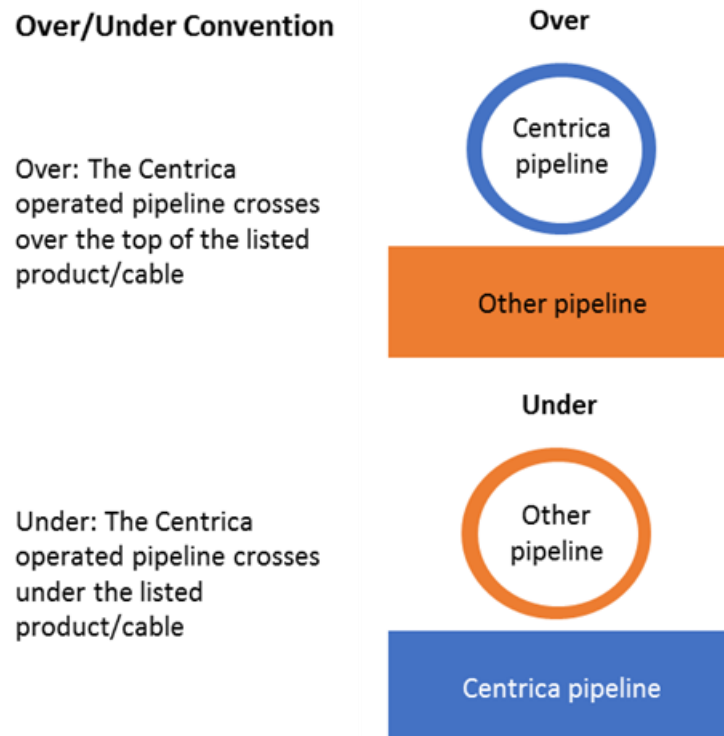 Over/Under Convention
Over
Centrica
pipeline
Over: The Centrica
operated pipeline crosses
over the top of the listed
product/cable
Other pipeline
Under
Other
pipeline
Under: The Centrica
operated pipeline crosses
under the listed
product/cable
Centrica pipeline